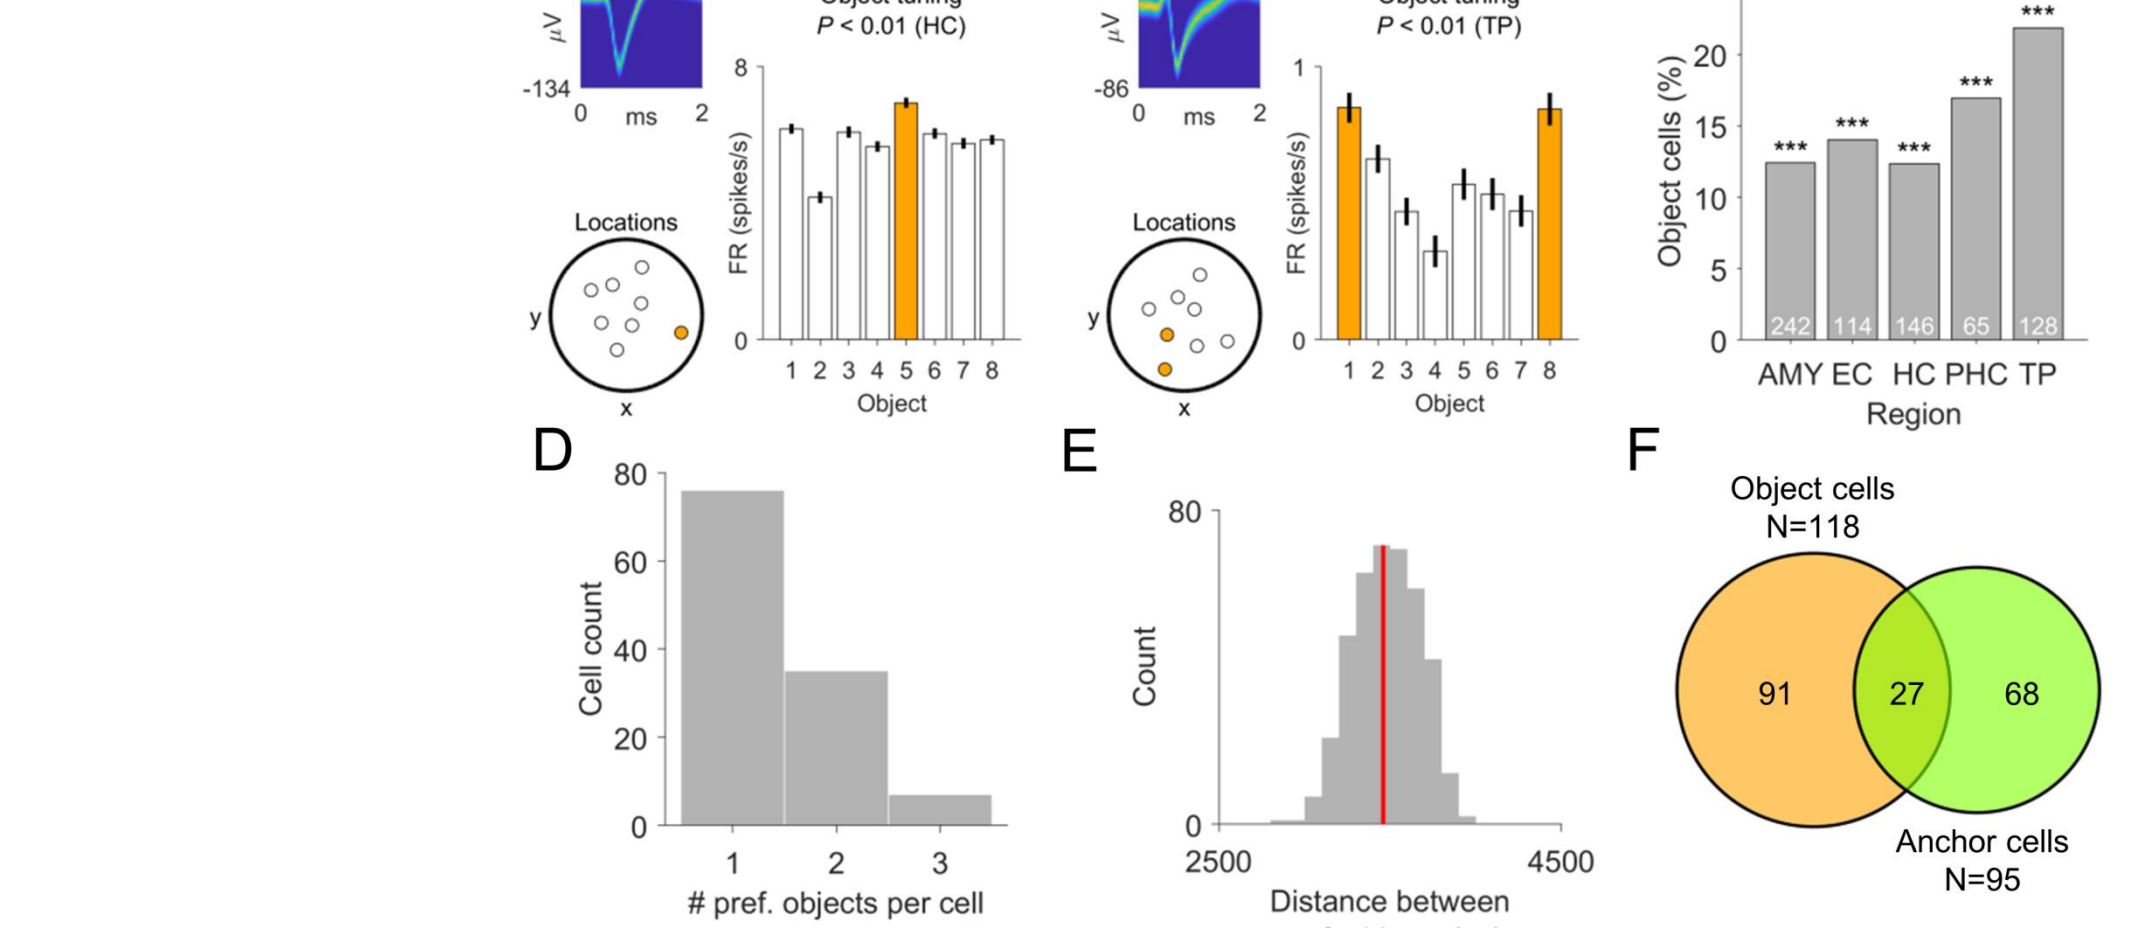 P < 0.01 (HC)
μV
-134
0
ms
2
8
FR (spikes/s)
0
1 2 3 4 5 6 7 8
Object
Locations
y
x
P < 0.01 (TP)
μV
-86
0
ms
2
1
FR (spikes/s)
0
1 2 3 4 5 6 7 8
Object
Locations
y
x
Object cells (%)
20
15
10
5
0
***
***
***
***
***
242 114 146 65 128
AMY EC HC PHC TP
Region
D
80
60
40
20
0
Cell count
1 2 3
# pref. objects per cell
E
80
Count
0
2500 4500
Distance between
F
Object cells
N=118
91 27 68
Anchor cells
N=95